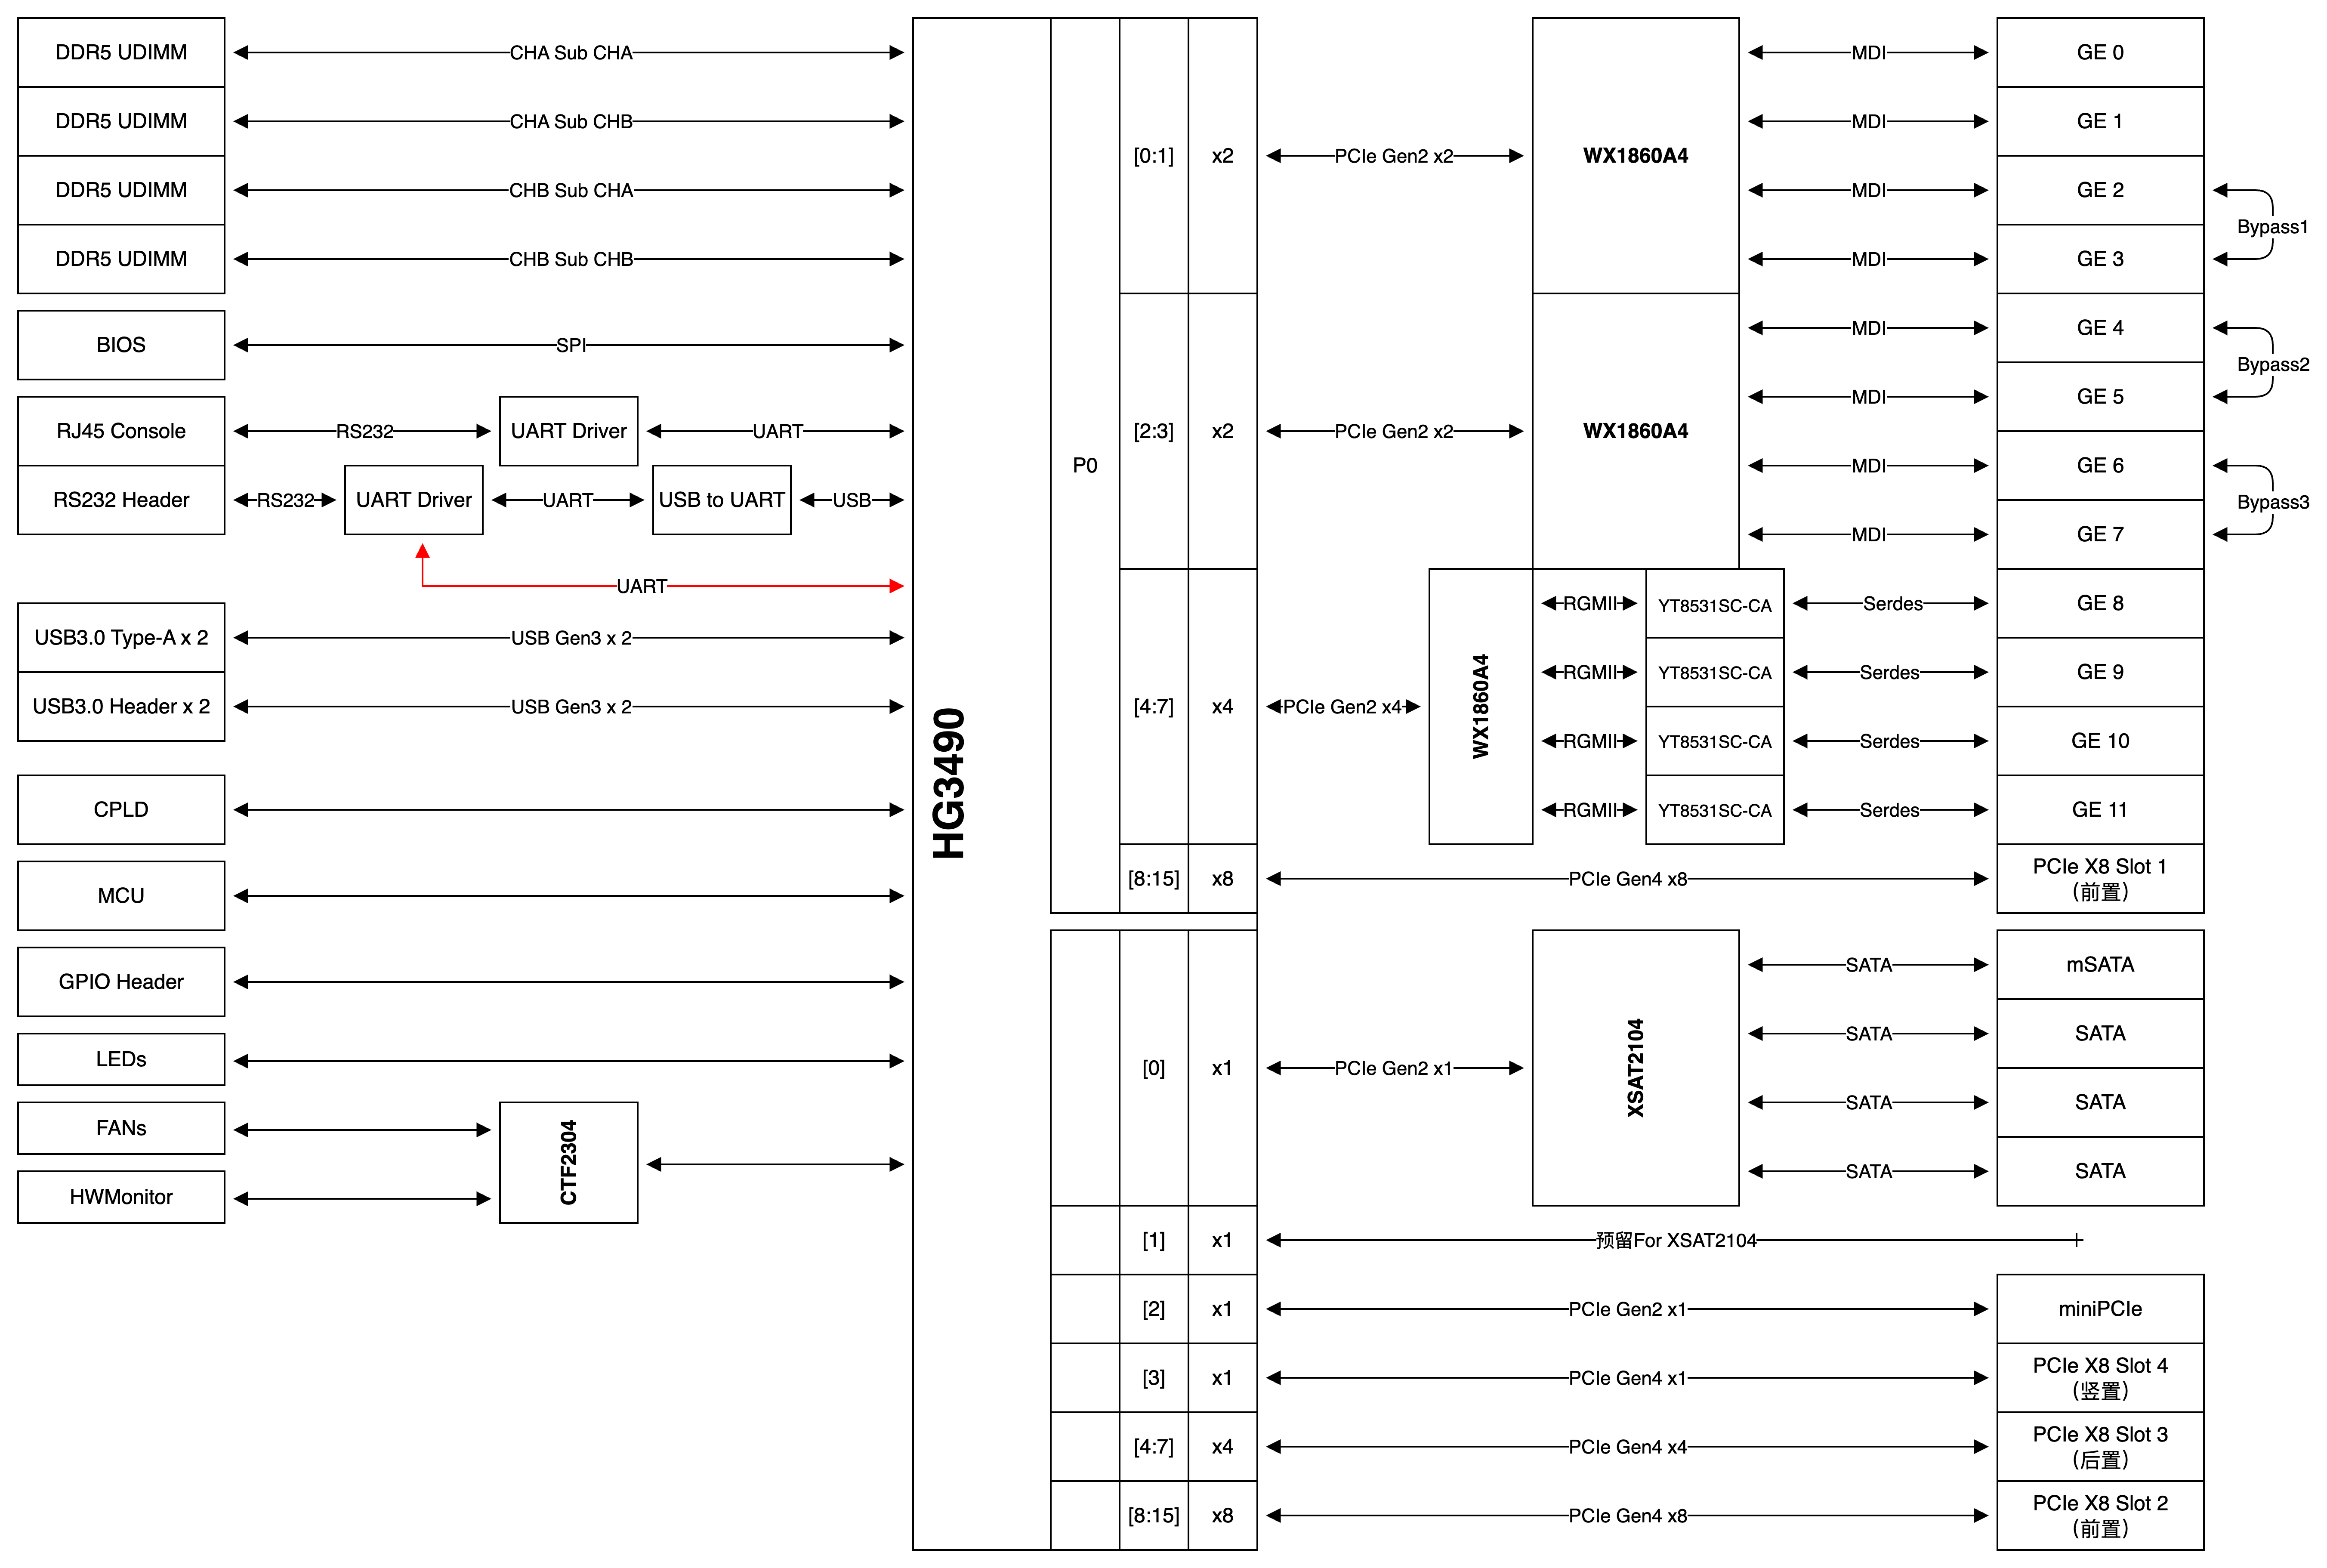 DDR5 UDIMM
CHA Sub CHA
DDR5 UDIMM
CHA Sub CHB
DDR5 UDIMM
CHB Sub CHA
DDR5 UDIMM
CHB Sub CHB
BIOS
SPI
RJ45 Console
RS232
UART Driver
UART
RS232 Header
RS232
UART Driver
UART
USB to UART
USB
UART
USB3.0 Type-A x 2
USB Gen3 x 2
USB3.0 Header x 2
USB Gen3 x 2
CPLD
MCU
GPIO Header
LEDs
FANs
HWMonitor
CTF2304
HG3490
P0
[0:1]
x2
PCIe Gen2 x2
WX1860A4
MDI
GE 0
MDI
GE 1
MDI
GE 2
MDI
GE 3
Bypass1
[2:3]
x2
PCIe Gen2 x2
WX1860A4
MDI
GE 4
MDI
GE 5
Bypass2
MDI
GE 6
MDI
GE 7
Bypass3
[4:7]
x4
PCIe Gen2 x4
WX1860A4
RGMII
YT8531SC-CA
Serdes
GE 8
RGMII
YT8531SC-CA
Serdes
GE 9
RGMII
YT8531SC-CA
Serdes
GE 10
RGMII
YT8531SC-CA
Serdes
GE 11
[8:15]
x8
PCIe Gen4 x8
PCIe X8 Slot 1
(前置)
[0]
x1
PCIe Gen2 x1
XSAT2104
SATA
mSATA
SATA
SATA
SATA
SATA
SATA
SATA
[1]
x1
预留For XSAT2104
[2]
x1
PCIe Gen2 x1
miniPCIe
[3]
x1
PCIe Gen4 x1
PCIe X8 Slot 4
(竖置)
[4:7]
x4
PCIe Gen4 x4
PCIe X8 Slot 3
(后置)
[8:15]
x8
PCIe Gen4 x8
PCIe X8 Slot 2
(前置)